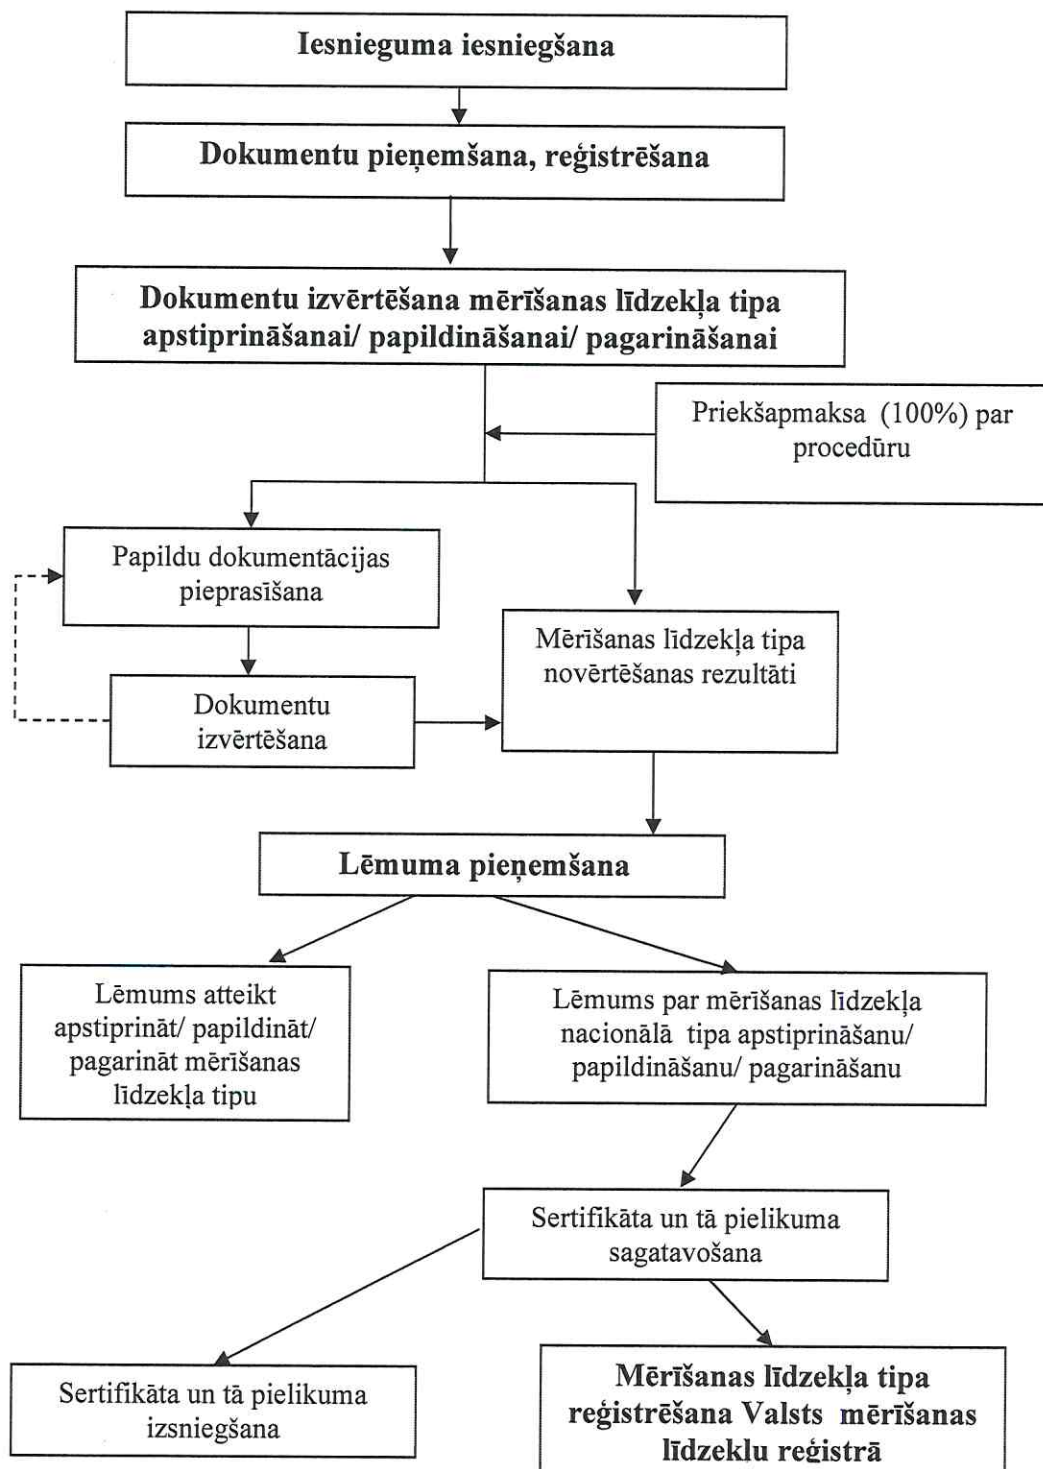 Iesnieguma iesniegšana
Dokumentu pieņemšana, reģistrēšana
Dokumentu izvērtēšana mērīšanas līdzekļa tipa
apstiprināšanai/ papildināšanai/ pagarināšanai
Priekšapmaksa (100%) par
procedūru
Papildu dokumentācijas
pieprasīšana
Mērīšanas līdzekļa tipa
novērtēšanas rezultāti
Dokumentu
izvērtēšana
Lēmuma pieņemšana
Lēmums atteikt
apstiprināt/ papildināt/
pagarināt mērīšanas
līdzekļa tipu
Lēmums par mērīšanas līdzekļa
nacionālā tipa apstiprināšanu/
papildināšanu/ pagarināšanu
Sertifikāta un tā pielikuma
sagatavošana
Sertifikāta un tā pielikuma
izsniegšana
Mērīšanas līdzekļa tipa
reģistrēšana Valsts mērīšanas
līdzekļu reģistrā